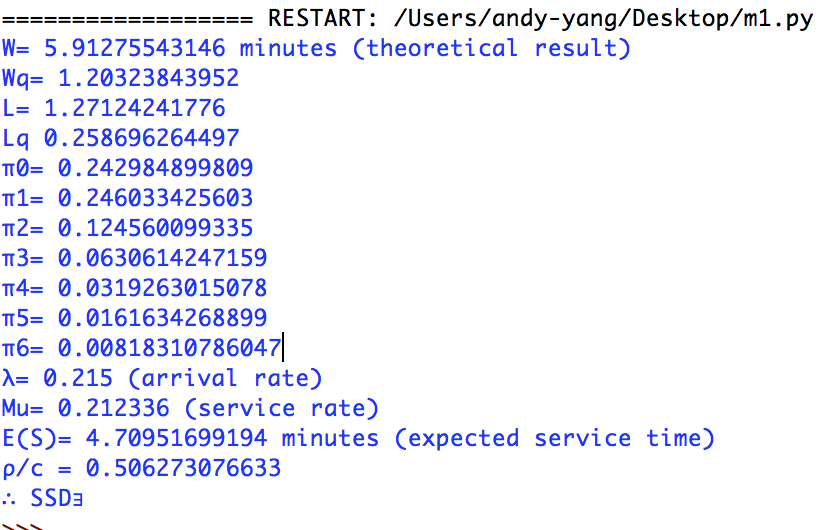 ================== RESTART: /Users/andy-yang/Desktop/m1.py
W= 5.91275543146 minutes (theoretical result)
Wq= 1.20323843952
L= 1.27124241776
Lq 0.258696264497
π0= 0.242984899809
π1= 0.246033425603
π2= 0.124560099335
π3= 0.0630614247159
π4= 0.0319263015078
π5= 0.0161634268899
π6= 0.00818310786047
λ= 0.215 (arrival rate)
Mu= 0.212336 (service rate)
E(S)= 4.70951699194 minutes (expected service time)
ρ/c = 0.506273076633
∴ SSD∃
>>>